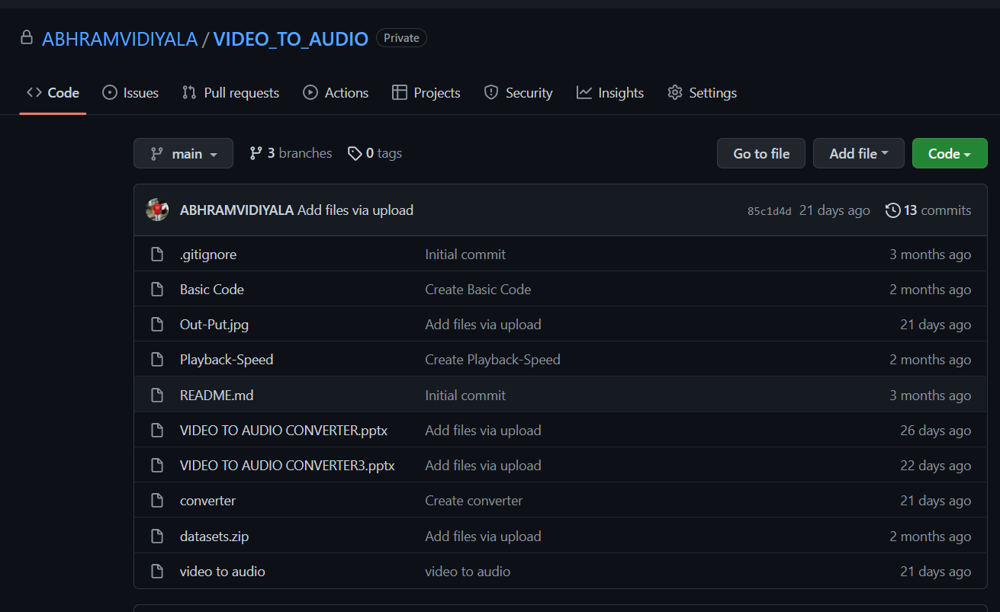 ABHRAMVIDIYALA / VIDEO_TO_AUDIO Private
Code Issues Pull requests Actions Projects Security Insights Settings
main 3 branches 0 tags Go to file Add file Code
ABHRAMVIDIYALA Add files via upload 85c1d4d 21 days ago 13 commits
.gitignore Initial commit 3 months ago
Basic Code Create Basic Code 2 months ago
Out-Put.jpg Add files via upload 21 days ago
Playback-Speed Create Playback-Speed 2 months ago
README.md Initial commit 3 months ago
VIDEO TO AUDIO CONVERTER.pptx Add files via upload 26 days ago
VIDEO TO AUDIO CONVERTER3.pptx Add files via upload 22 days ago
converter Create converter 21 days ago
datasets.zip Add files via upload 2 months ago
video to audio video to audio 21 days ago